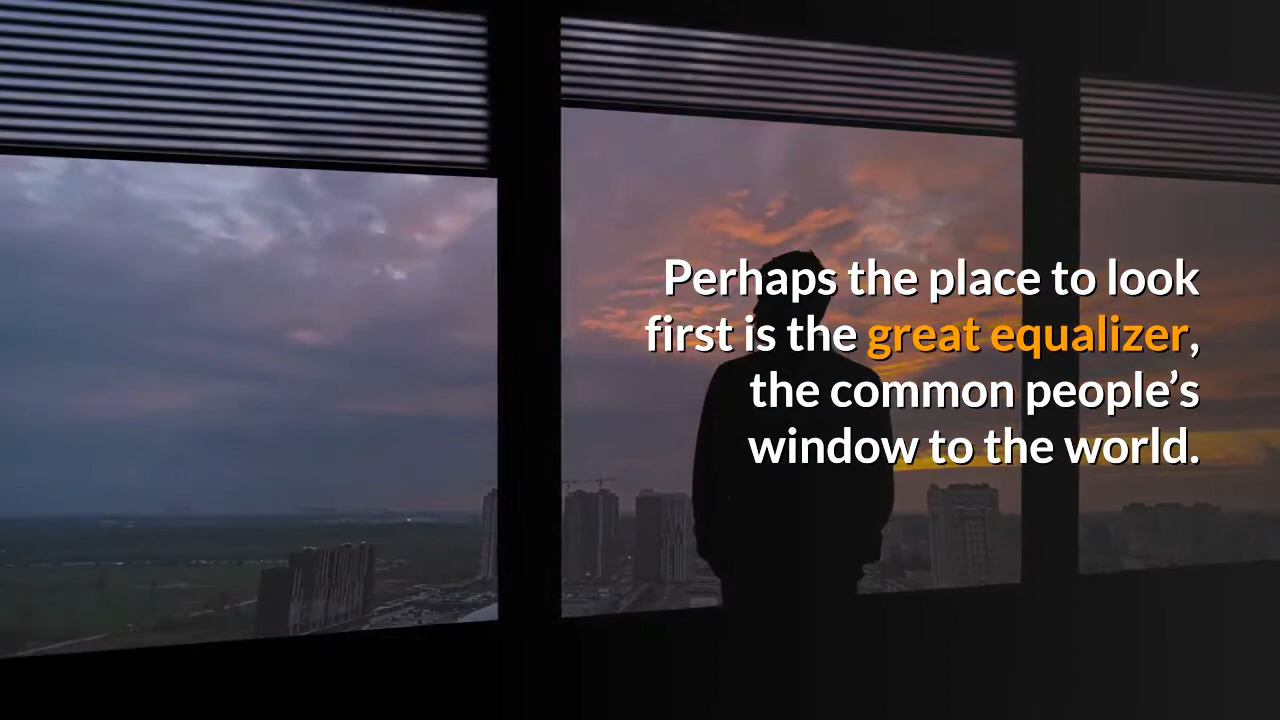 Perhaps the place to look
first is the great equalizer,
the common people’s
window to the world.